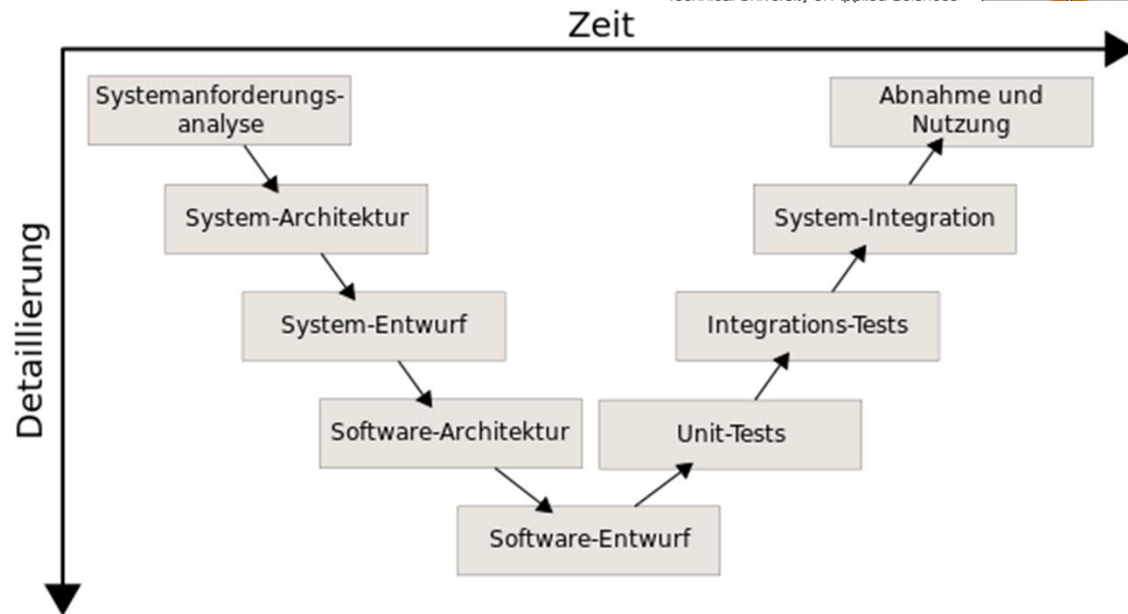 Zeit
Systemanforderungs-
analyse
Abnahme und
Nutzung
System-Architektur
System-Integration
Detaillierung
System-Entwurf
Integrations-Tests
Software-Architektur
Unit-Tests
Software-Entwurf